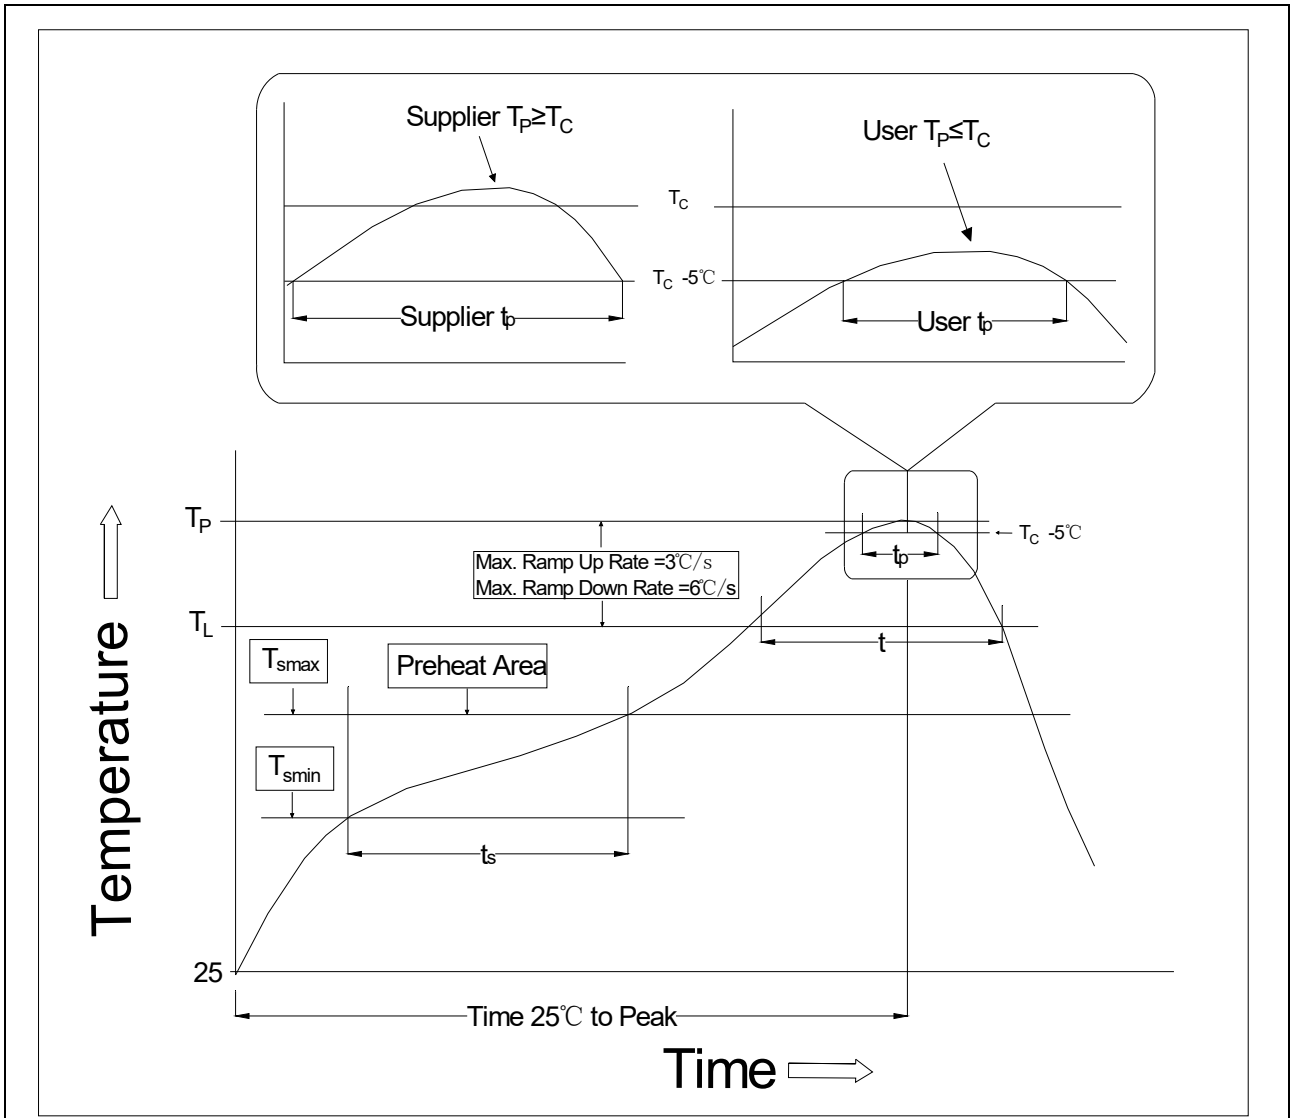 Supplier TP≥TC
User TP≤TC
TC
TC -5℃
Supplier tp
User tp
TP
TC -5℃
tp
Max. Ramp Up Rate =3℃/s
Max. Ramp Down Rate =6℃/s
TL
t
Tsmax
Preheat Area
Tsmin
ts
Temperature
25
Time 25℃ to Peak
Time